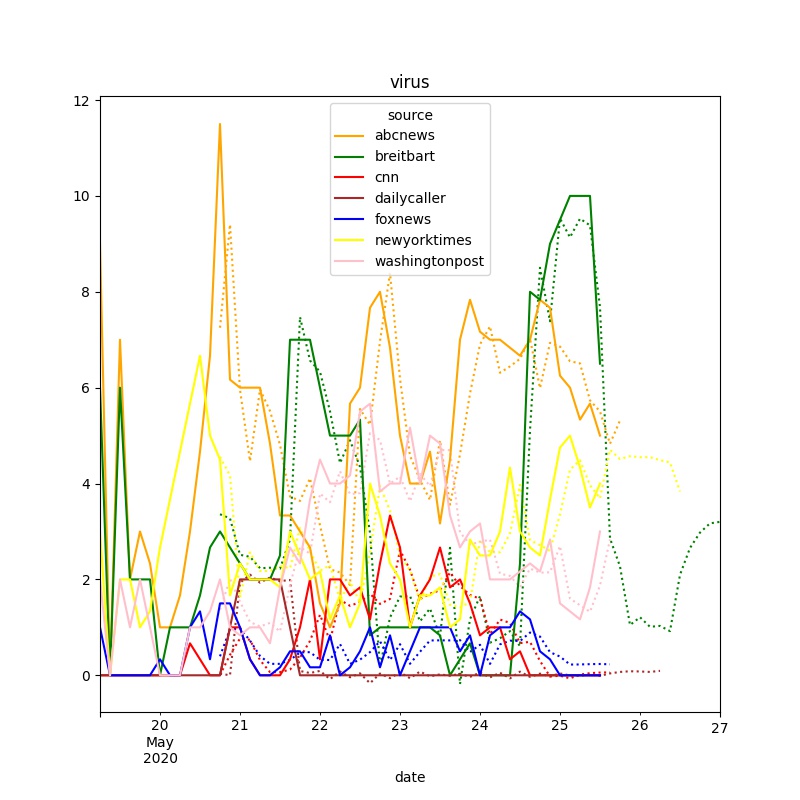 virus
12
10
8
6
4
2
0
source
abcnews
breitbart
cnn
dailycaller
foxnews
newyorktimes
washingtonpost
20 21 22 23 24 25 26 27
May
2020
date